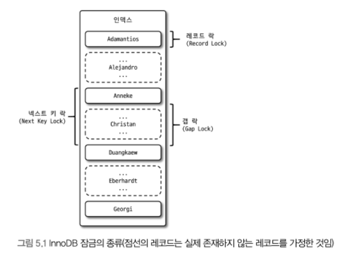 인덱스
Adamantios
레코드 락
(Record Lock)
...
Alejandro
...
Anneke
넥스트 키 락
(Next Key Lock)
...
Christan
...
갭 락
(Gap Lock)
Duangkaew
...
Eberhardt
...
Georgi
그림 5.1 InnoDB 잠금의 종류(점선의 레코드는 실제 존재하지 않는 레코드를 가정한 것임)